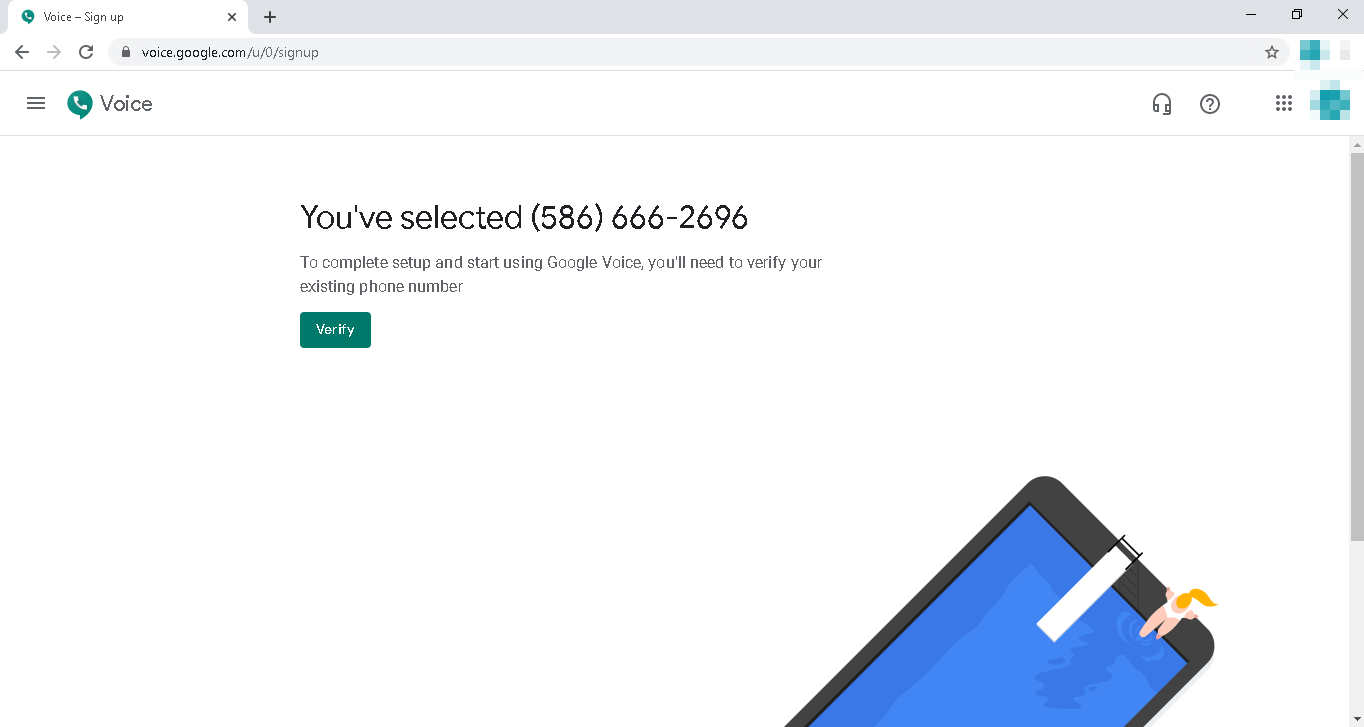 Voice – Sign up
voice.google.com/u/0/signup
Voice
You've selected (586) 666-2696
To complete setup and start using Google Voice, you'll need to verify your
existing phone number
Verify